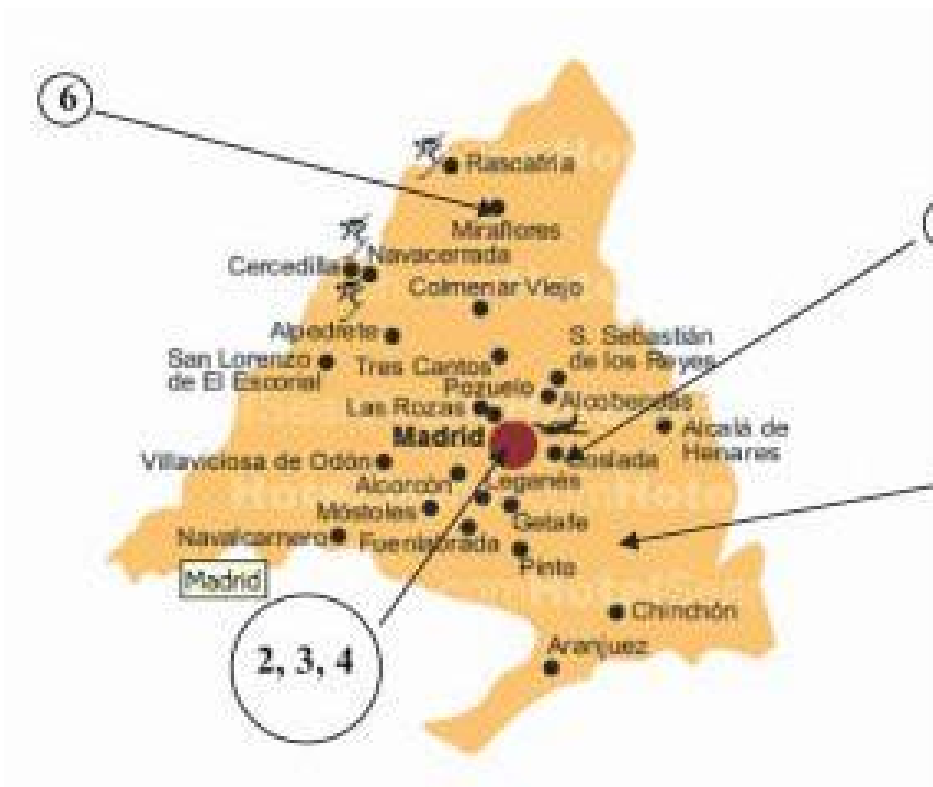 6
Rascafría
Miraflores
Navacerrada
Cercedilla
Colmenar Viejo
Alpedrete
S. Sebastián
de los Reyes
San Lorenzo
de El Escorial
Tres Cantos
Pozuelo
Alcobendas
Las Rozas
Madrid
Alcalá de
Henares
Coslada
Villaviciosa de Odón
Alcorcón
Leganés
Móstoles
Getafe
Navalcarnero
Fuenlabrada
Pinto
Madrid
Chinchón
2, 3, 4
Aranjuez